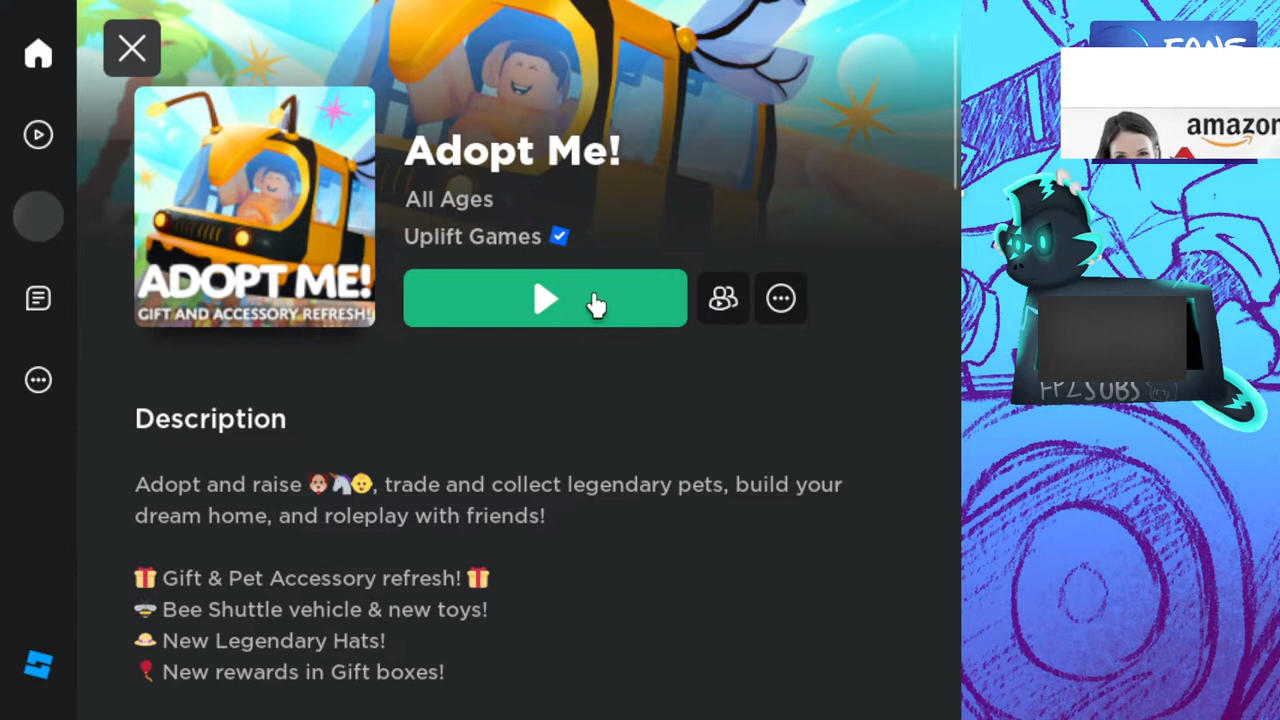 Adopt Me!
All Ages
Uplift Games
ADOPT ME!
GIFT AND ACCESSORY REFRESH!
Description
Adopt and raise 🐶🦄👶, trade and collect legendary pets, build your
dream home, and roleplay with friends!
🎁 Gift & Pet Accessory refresh! 🎁
🐝 Bee Shuttle vehicle & new toys!
👒 New Legendary Hats!
🎈 New rewards in Gift boxes!
FANS
amazon